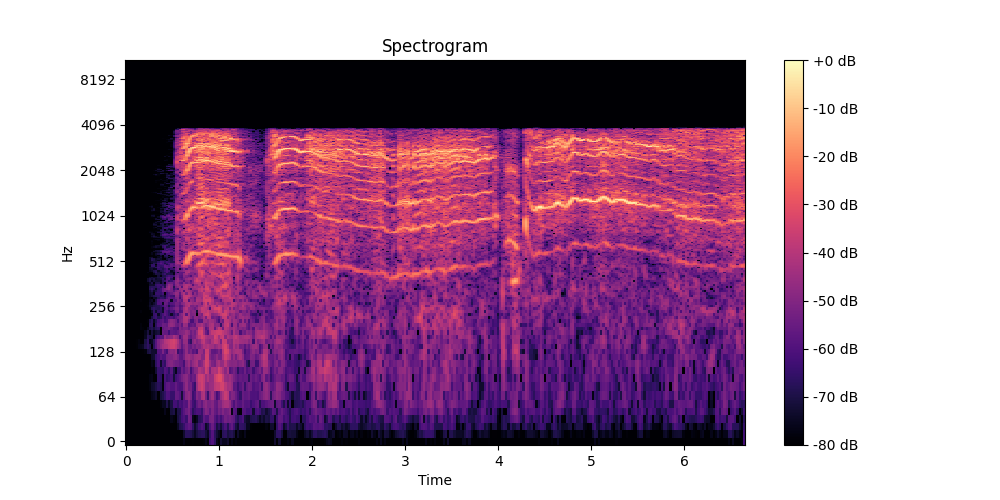 Spectrogram
8192
4096
2048
1024
512
256
128
64
0
Hz
0 1 2 3 4 5 6
Time
+0 dB
-10 dB
-20 dB
-30 dB
-40 dB
-50 dB
-60 dB
-70 dB
-80 dB